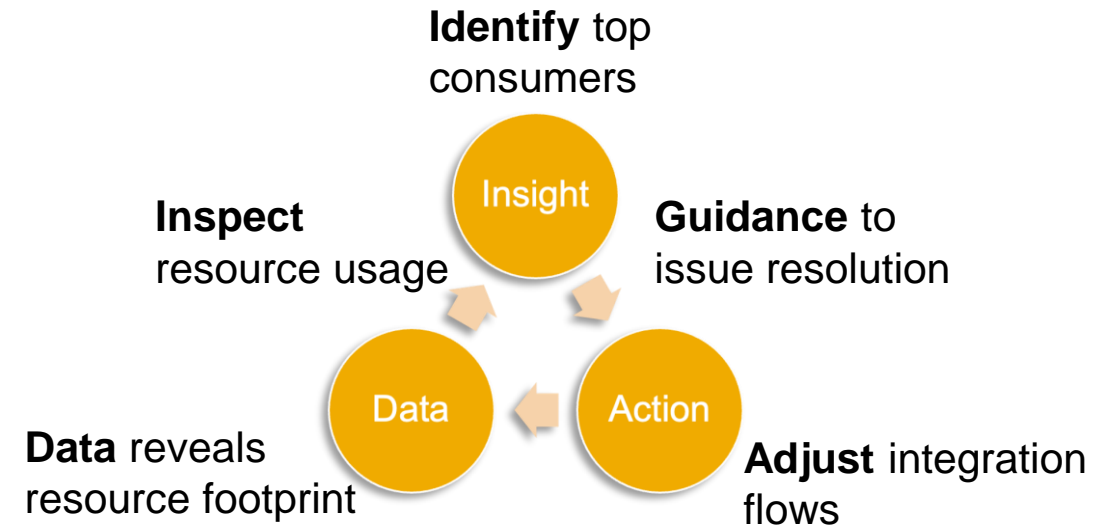 Identify top
consumers
Insight
Inspect
resource usage
Guidance to
issue resolution
Data
Action
Data reveals
resource footprint
Adjust integration
flows